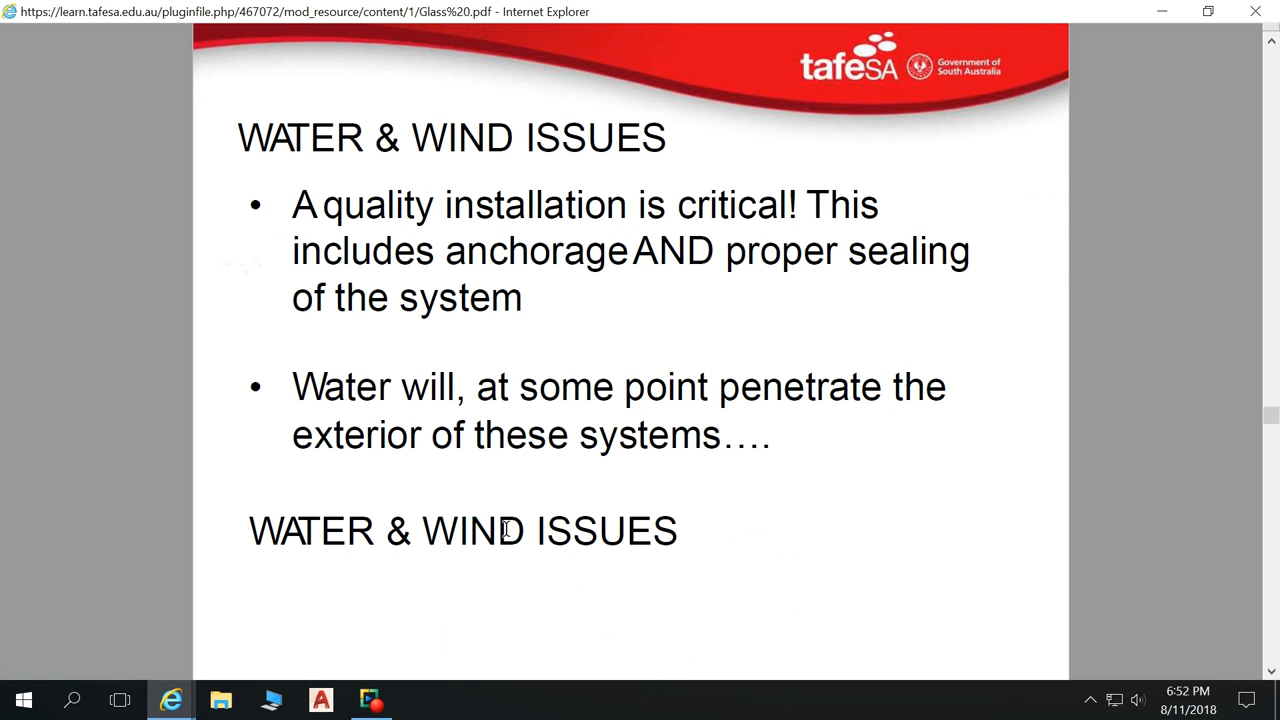 https://learn.tafesa.edu.au/pluginfile.php/467072/mod_resource/content/1/Glass%20.pdf - Internet Explorer
tafeSA
Government of
South Australia
WATER & WIND ISSUES
• A quality installation is critical! This
includes anchorage AND proper sealing
of the system
• Water will, at some point penetrate the
exterior of these systems….
WATER & WIND ISSUES
6:52 PM
8/11/2018